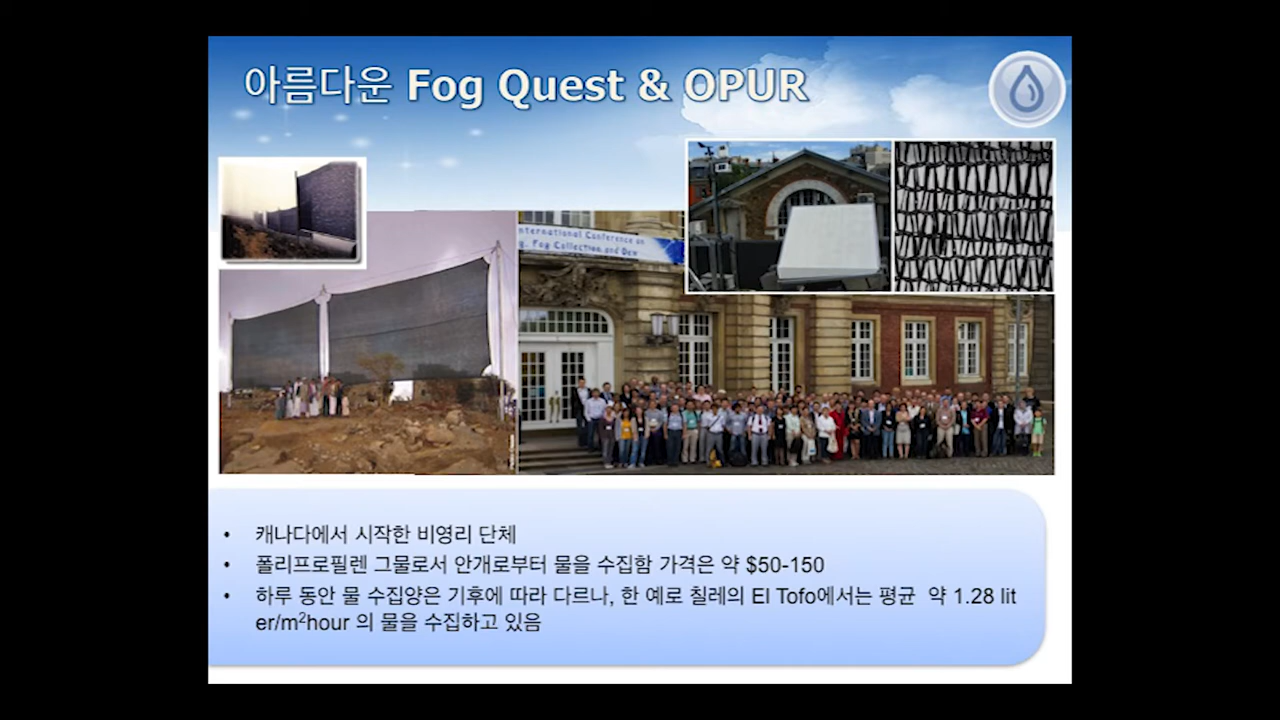 아름다운 Fog Quest & OPUR
International Conference on
Fog, Fog Collection and Dew
• 캐나다에서 시작한 비영리 단체
• 폴리프로필렌 그물로서 안개로부터 물을 수집함 가격은 약 $50-150
• 하루 동안 물 수집양은 기후에 따라 다르나, 한 예로 칠레의 El Tofo에서는 평균 약 1.28 lit
er/m²hour 의 물을 수집하고 있음